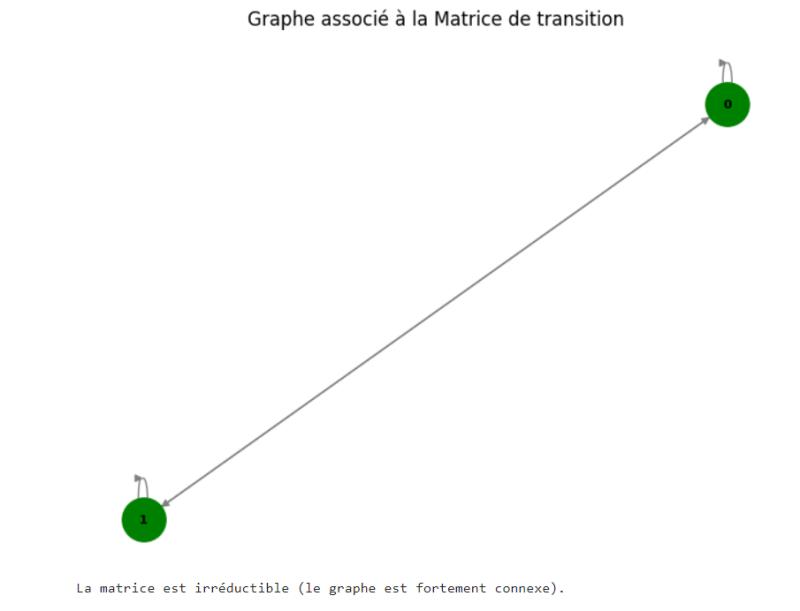 Graphe associé à la Matrice de transition
0
1
La matrice est irréductible (le graphe est fortement connexe).